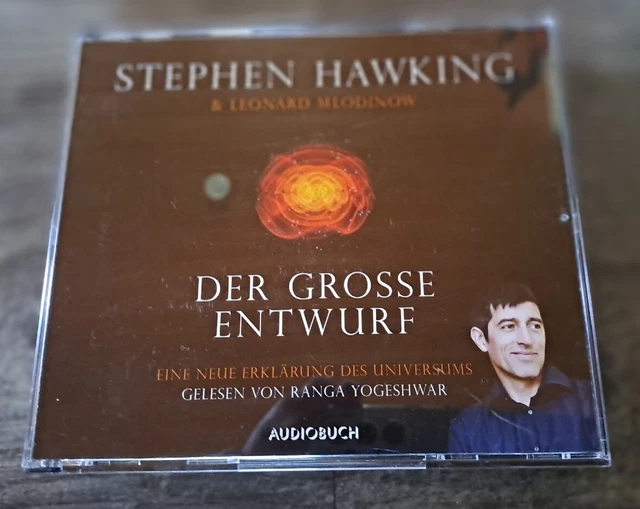 STEPHEN HAWKING
& LEONARD MLODINOW
DER GROSSE
ENTWURF
EINE NEUE ERKLÄRUNG DES UNIVERSUMS
GELESEN VON RANGA YOGESHWAR
AUDIOBUCH